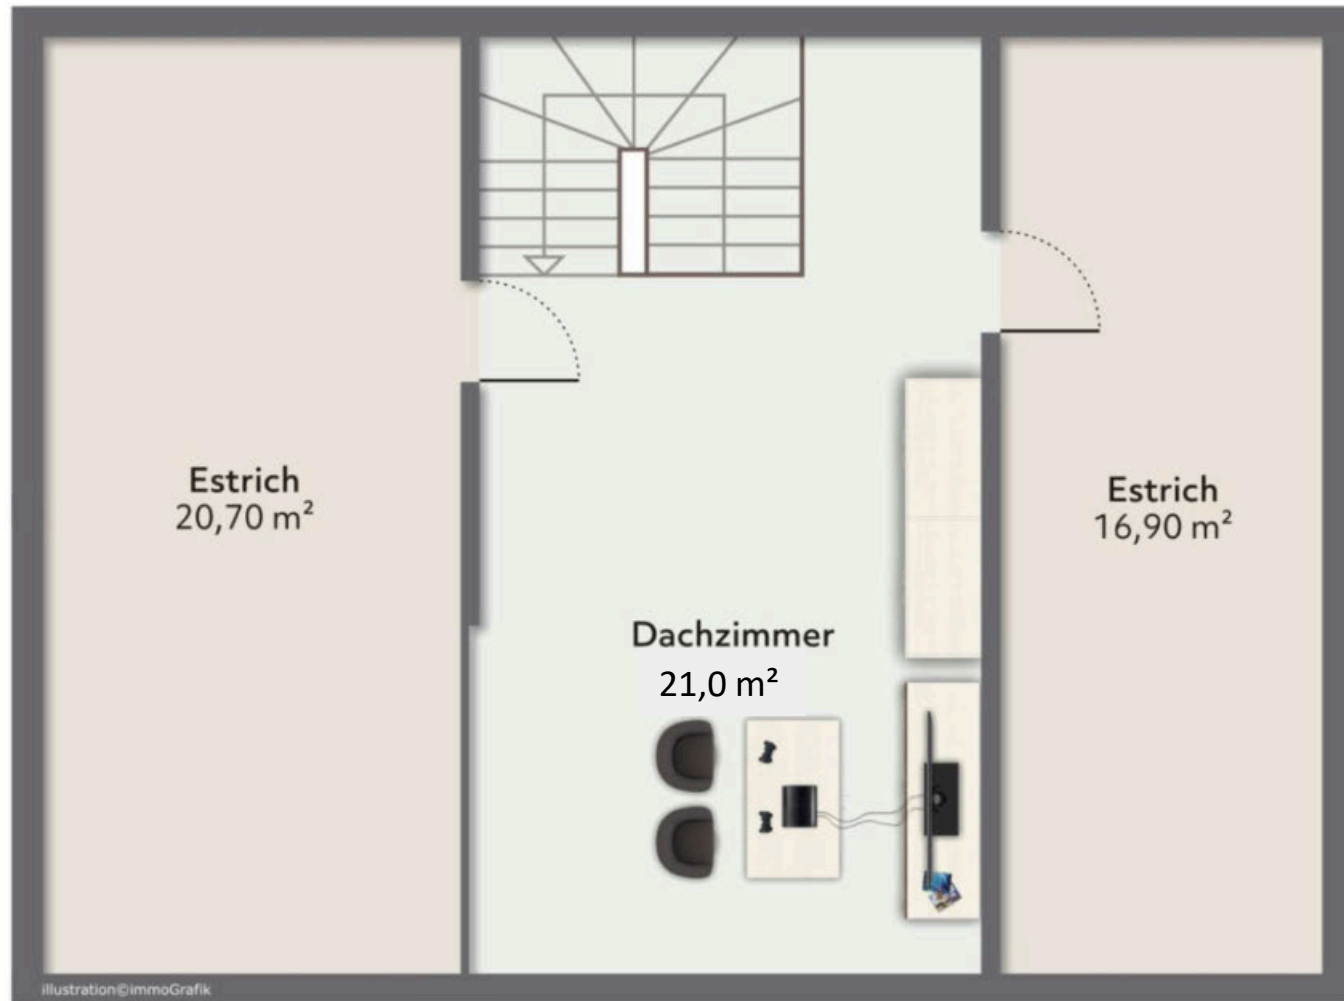 Estrich
20,70 m²
Estrich
16,90 m²
Dachzimmer
21,0 m²
illustration©immoGrafik